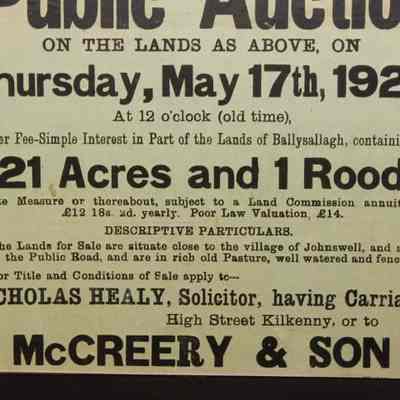 Public Auction
ON THE LANDS AS ABOVE, ON
hursday, May 17th, 192
At 12 o'clock (old time),
er Fee-Simple Interest in Part of the Lands of Ballysallagh, containin
21 Acres and 1 Rood
te Measure or thereabout, subject to a Land Commission annuit
£12 18s. 2d. yearly. Poor Law Valuation, £14.
DESCRIPTIVE PARTICULARS.
he Lands for Sale are situate close to the village of Johnswell, and
the Public Road, and are in rich old Pasture, well watered and fenc
or Title and Conditions of Sale apply to—
CHOLAS HEALY, Solicitor, having Carria
High Street Kilkenny, or to
McCREERY & SON